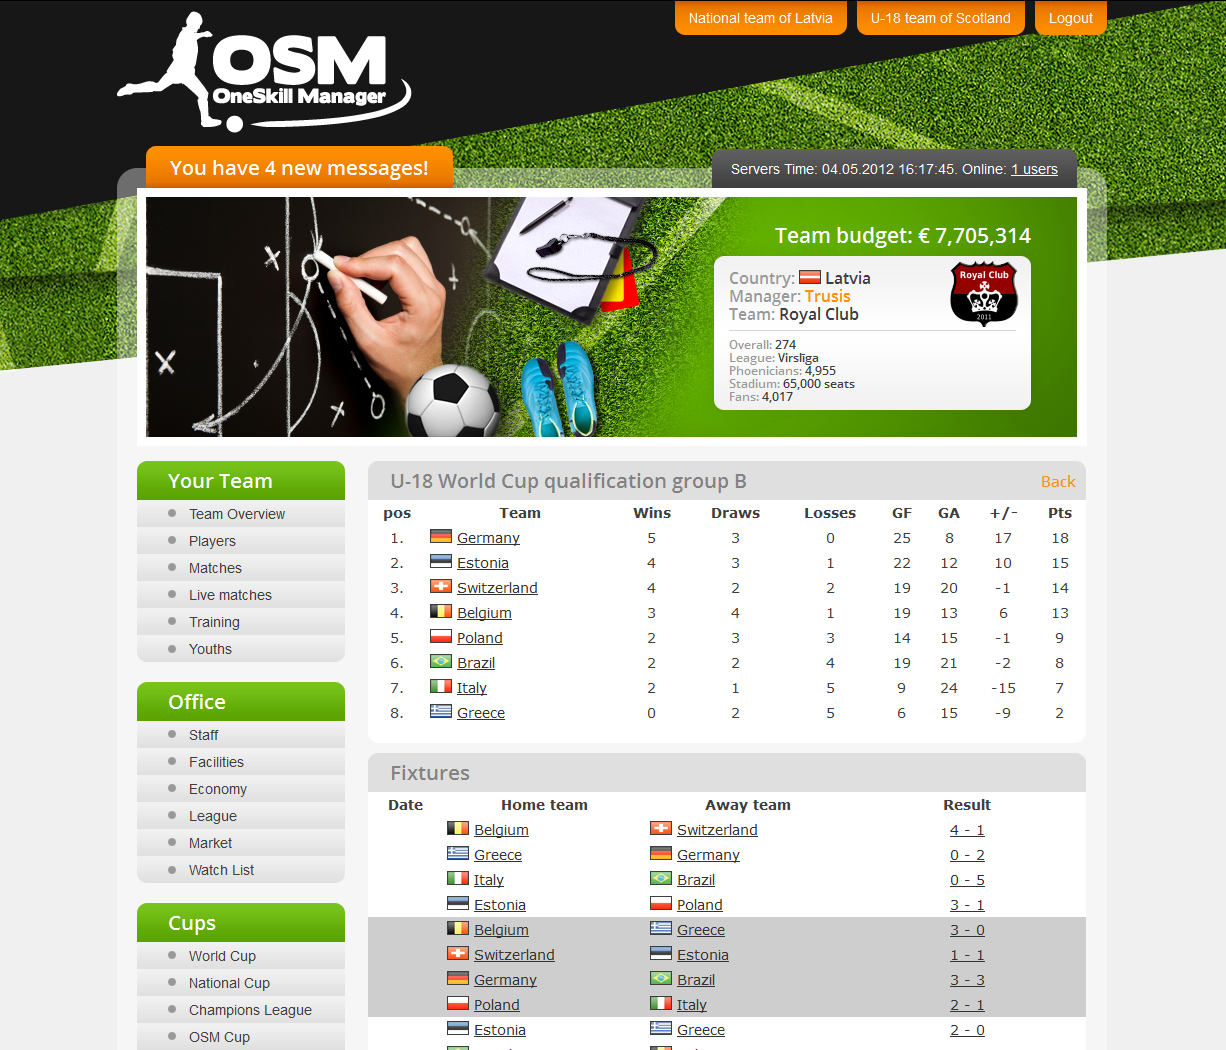 National team of Latvia
U-18 team of Scotland
Logout
OSM
OneSkill Manager
You have 4 new messages!
Servers Time: 04.05.2012 16:17:45. Online: 1 users
Team budget: € 7,705,314
Country: Latvia
Manager: Trusis
Team: Royal Club
Royal Club
2011
Overall: 274
League: Virslīga
Phoenicians: 4,955
Stadium: 65,000 seats
Fans: 4,017
Your Team
Team Overview
Players
Matches
Live matches
Training
Youths
Office
Staff
Facilities
Economy
League
Market
Watch List
Cups
World Cup
National Cup
Champions League
OSM Cup
U-18 World Cup qualification group B Back
pos Team Wins Draws Losses GF GA +/- Pts
1. Germany 5 3 0 25 8 17 18
2. Estonia 4 3 1 22 12 10 15
3. Switzerland 4 2 2 19 20 -1 14
4. Belgium 3 4 1 19 13 6 13
5. Poland 2 3 3 14 15 -1 9
6. Brazil 2 2 4 19 21 -2 8
7. Italy 2 1 5 9 24 -15 7
8. Greece 0 2 5 6 15 -9 2
Fixtures
Date Home team Away team Result
Belgium Switzerland 4 - 1
Greece Germany 0 - 2
Italy Brazil 0 - 5
Estonia Poland 3 - 1
Belgium Greece 3 - 0
Switzerland Estonia 1 - 1
Germany Brazil 3 - 3
Poland Italy 2 - 1
Estonia Greece 2 - 0